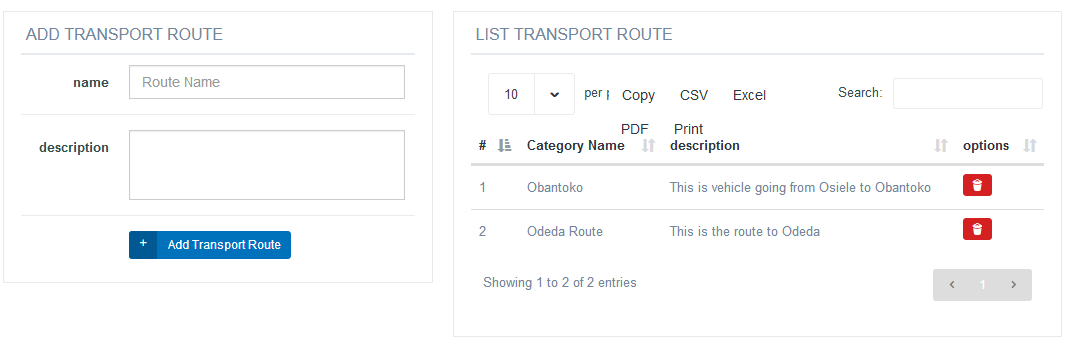 ADD TRANSPORT ROUTE
name Route Name
description
+ Add Transport Route
LIST TRANSPORT ROUTE
10 per Copy CSV Excel Search:
PDF Print
# Category Name description options
1 Obantoko This is vehicle going from Osiele to Obantoko
2 Odeda Route This is the route to Odeda
Showing 1 to 2 of 2 entries
‹ 1 ›